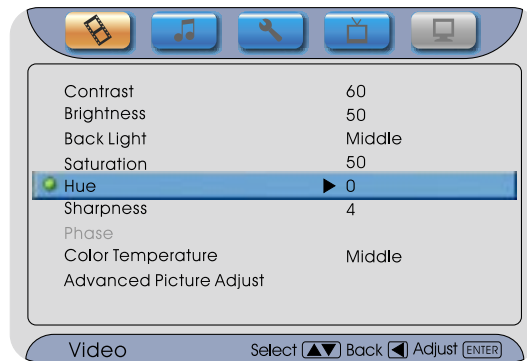 Contrast 60
Brightness 50
Back Light Middle
Saturation 50
Hue 0
Sharpness 4
Phase
Color Temperature Middle
Advanced Picture Adjust
Video Select ▲▼ Back ◀ Adjust ENTER